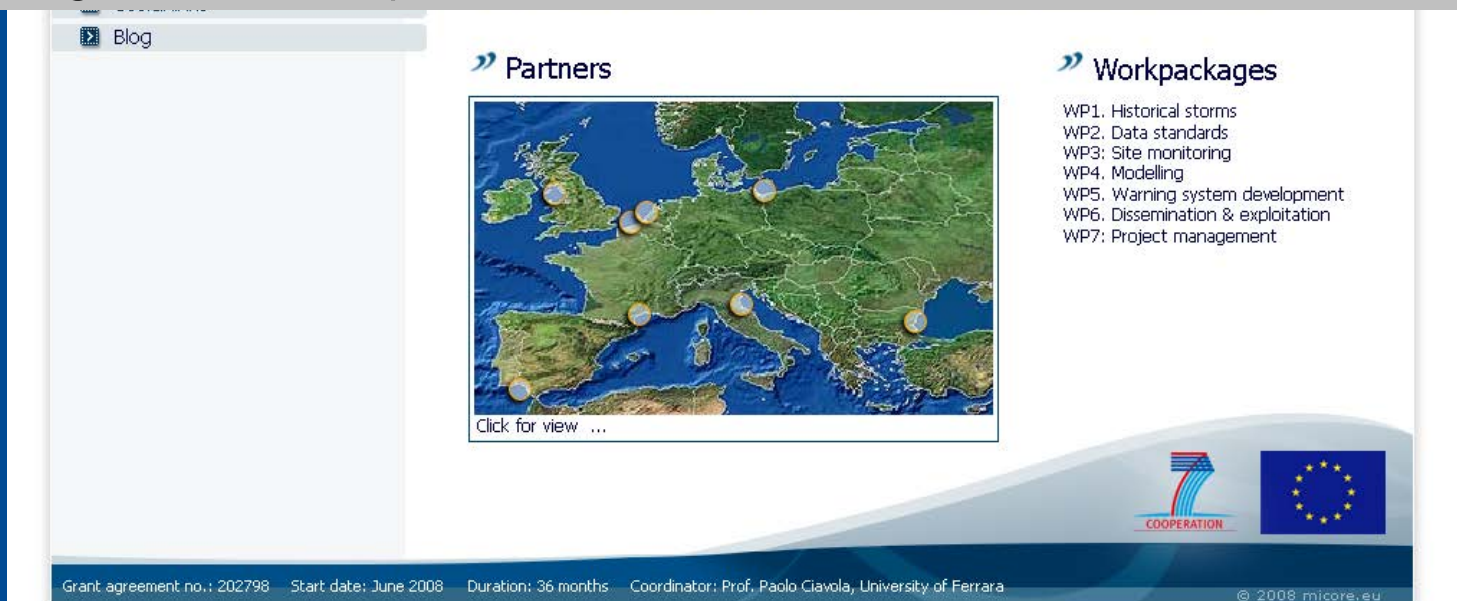 Blog
Partners
Workpackages
WP1. Historical storms
WP2. Data standards
WP3: Site monitoring
WP4. Modelling
WP5. Warning system development
WP6. Dissemination & exploitation
WP7: Project management
Click for view ...
7
COOPERATION
Grant agreement no.: 202798 Start date: June 2008 Duration: 36 months Coordinator: Prof. Paolo Ciavola, University of Ferrara
© 2008 micore.eu